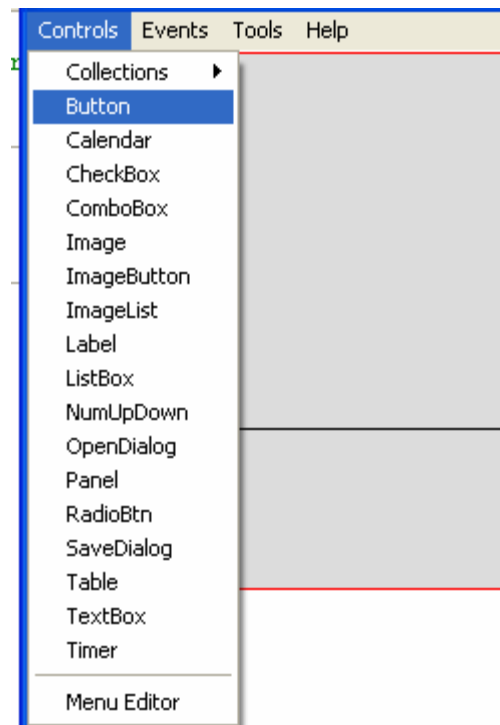 Controls Events Tools Help
Collections
Button
Calendar
CheckBox
ComboBox
Image
ImageButton
ImageList
Label
ListBox
NumUpDown
OpenDialog
Panel
RadioBtn
SaveDialog
Table
TextBox
Timer
Menu Editor